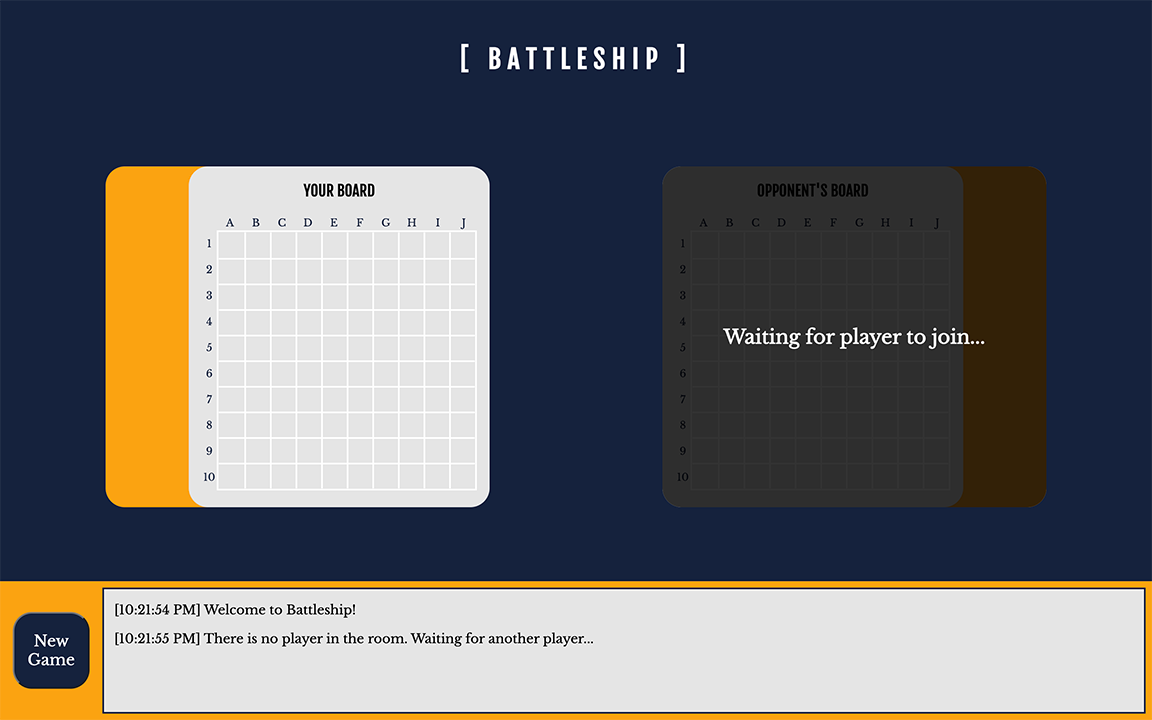 [ BATTLESHIP ]
YOUR BOARD
A B C D E F G H I J
1
2
3
4
5
6
7
8
9
10
OPPONENT'S BOARD
A B C D E F G H I J
1
2
3
4
5
6
7
8
9
10
Waiting for player to join...
New
Game
[10:21:54 PM] Welcome to Battleship!
[10:21:55 PM] There is no player in the room. Waiting for another player...